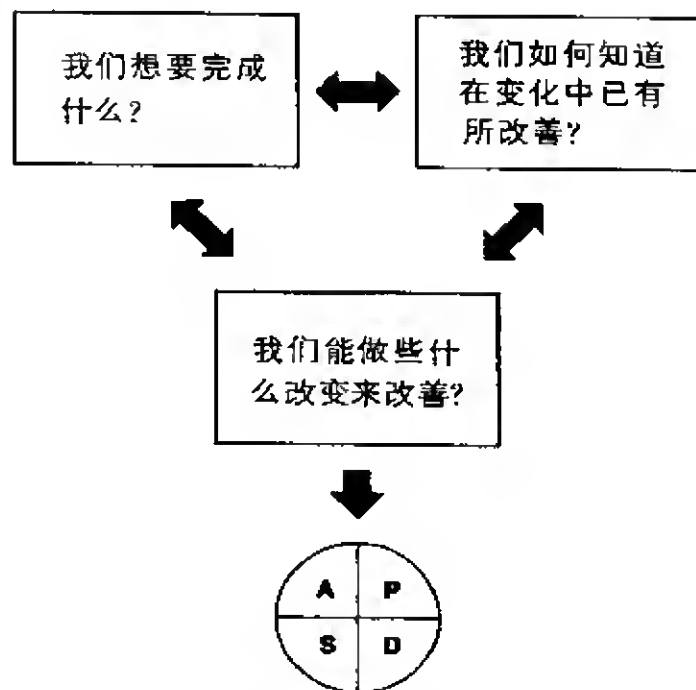 我们想要完成
什么?
我们如何知道
在变化中已有
所改善?
我们能做些什
么改变来改善?
A P
S D